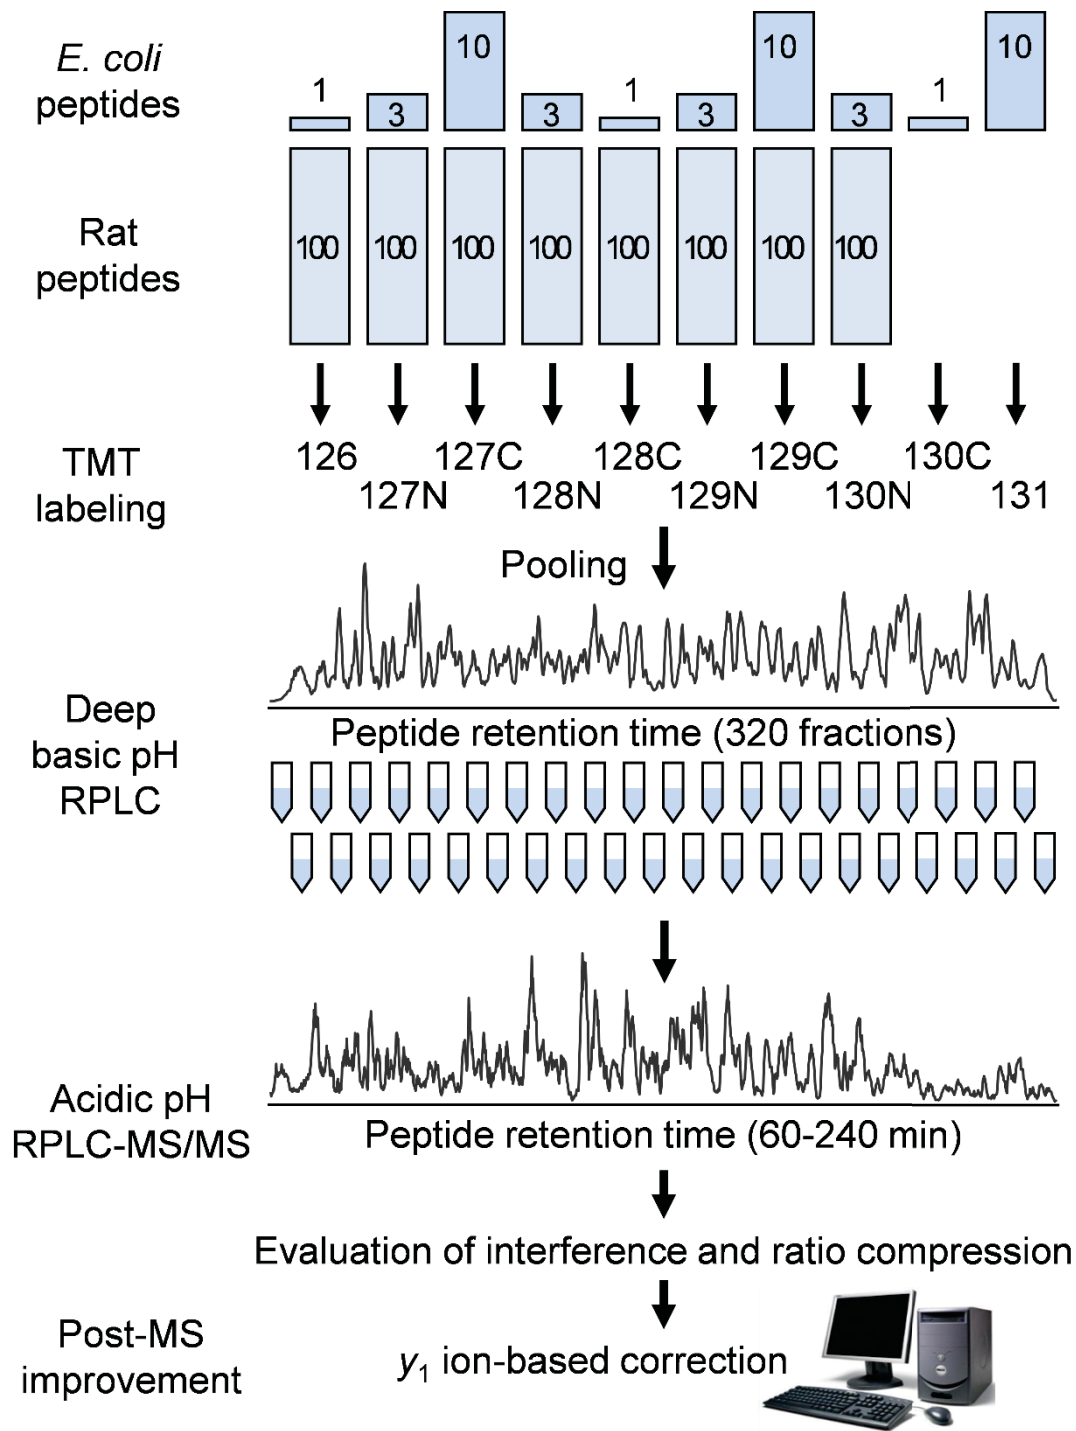 E. coli
peptides
1 3 10 3 1 3 10 3 1 10
Rat
peptides
100 100 100 100 100 100 100 100
TMT
labeling
126 127C 128C 129C 130C
127N 128N 129N 130N 131
Pooling
Deep
basic pH
RPLC
Peptide retention time (320 fractions)
Acidic pH
RPLC-MS/MS
Peptide retention time (60-240 min)
Evaluation of interference and ratio compression
Post-MS
improvement
y1 ion-based correction